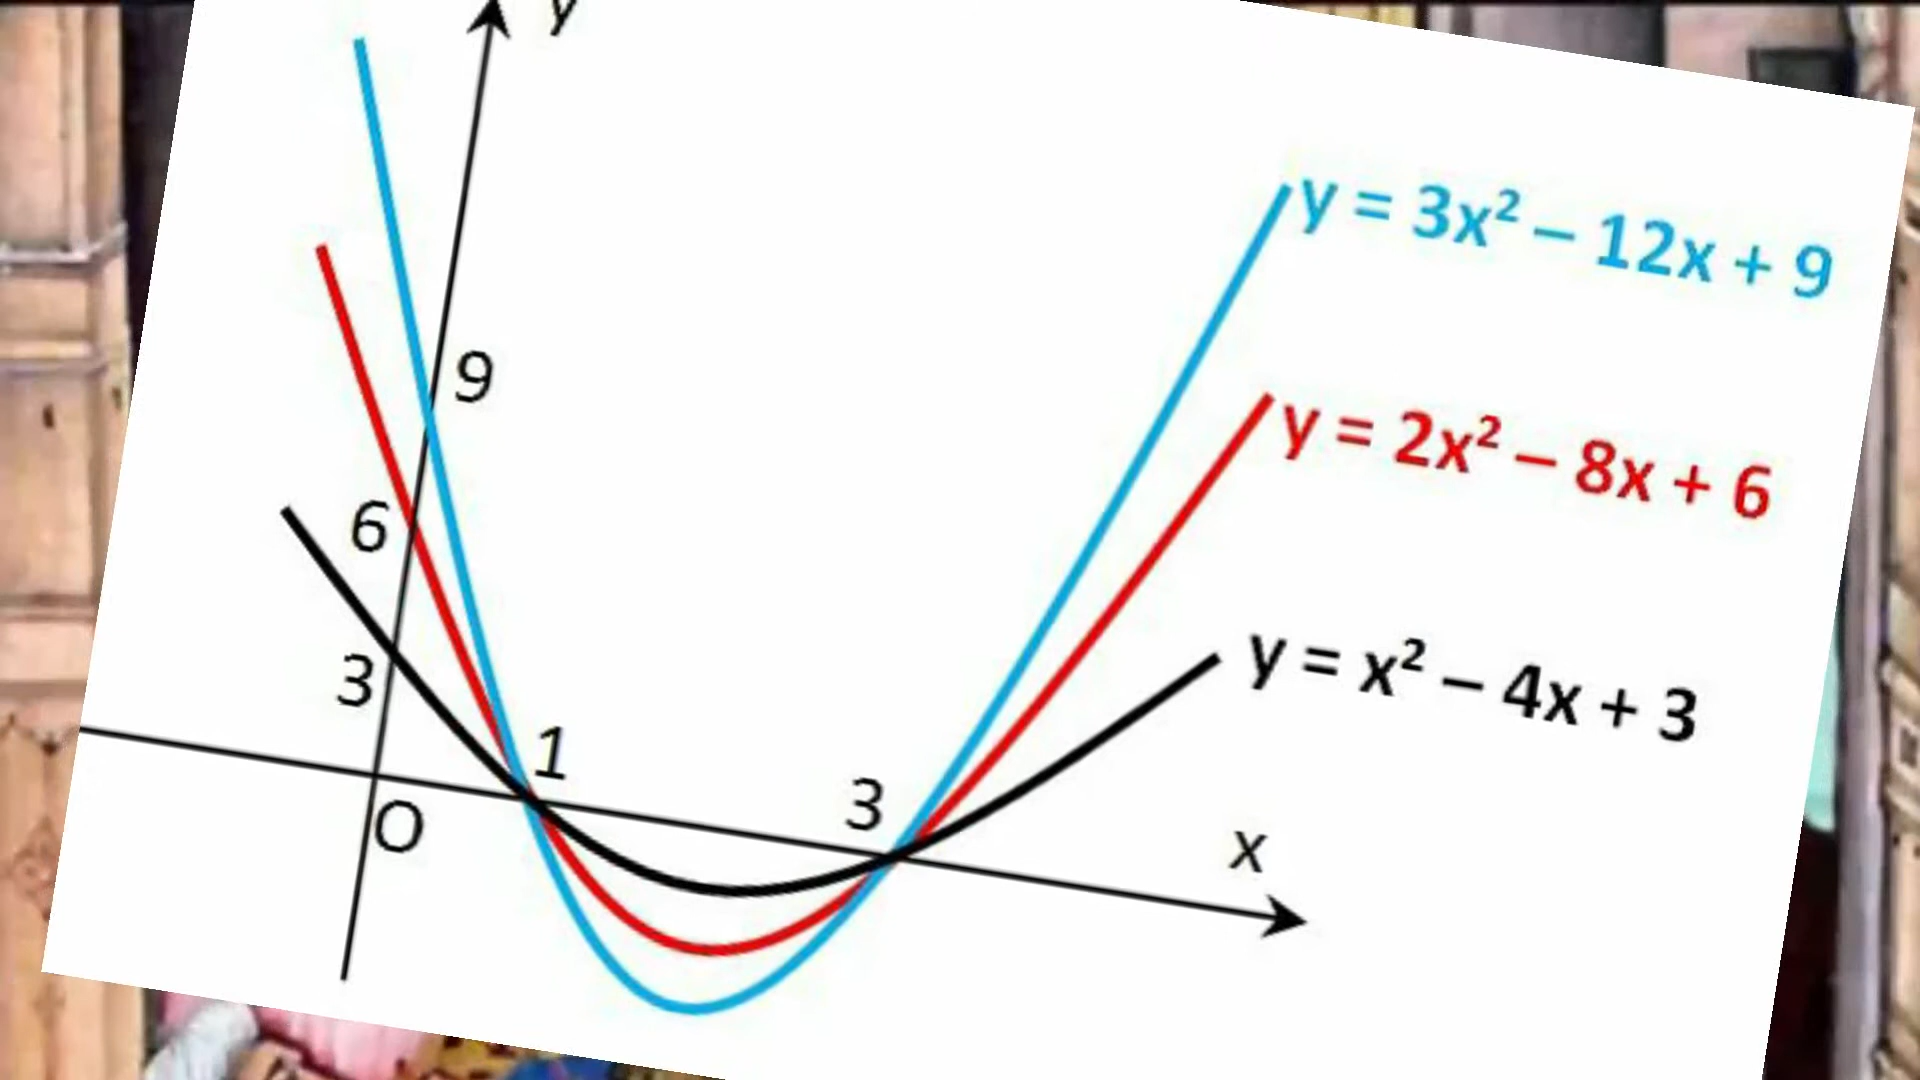 y
y = 3x² – 12x + 9
9
y = 2x² – 8x + 6
6
y = x² – 4x + 3
3
1
3
O
x